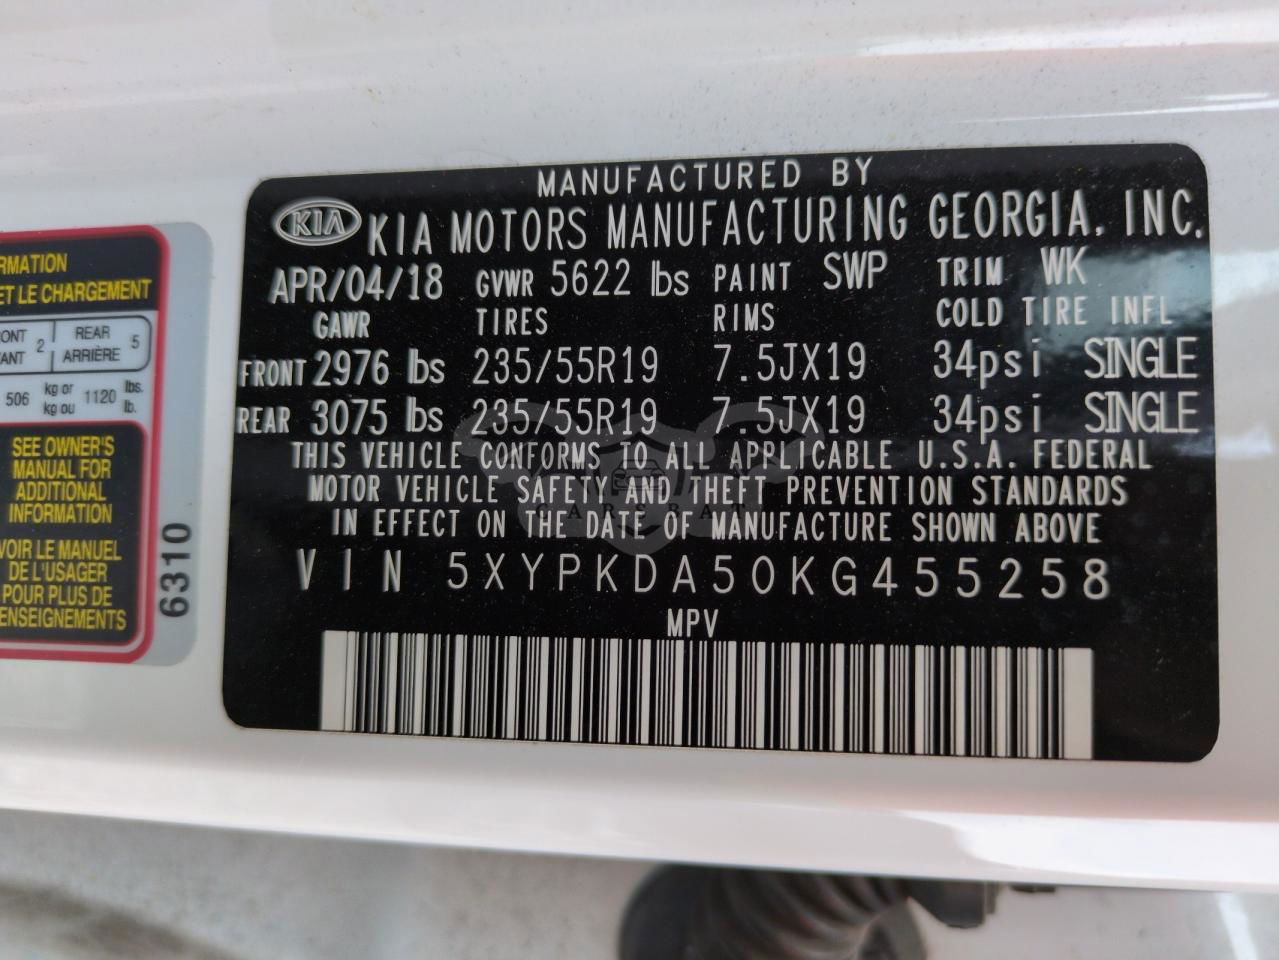 RMATION
ET LE CHARGEMENT
ONT 2 REAR 5
ANT ARRIÈRE
506 kg or 1120 lbs.
kg ou lb.
SEE OWNER'S
MANUAL FOR
ADDITIONAL
INFORMATION
VOIR LE MANUEL
DE L'USAGER
POUR PLUS DE
ENSEIGNEMENTS
6310
MANUFACTURED BY
KIA KIA MOTORS MANUFACTURING GEORGIA, INC.
APR/04/18 GVWR 5622 lbs PAINT SWP TRIM WK
GAWR TIRES RIMS COLD TIRE INFL
FRONT 2976 lbs 235/55R19 7.5JX19 34psi SINGLE
REAR 3075 lbs 235/55R19 7.5JX19 34psi SINGLE
THIS VEHICLE CONFORMS TO ALL APPLICABLE U.S.A. FEDERAL
MOTOR VEHICLE SAFETY AND THEFT PREVENTION STANDARDS
CARSBAT
IN EFFECT ON THE DATE OF MANUFACTURE SHOWN ABOVE
VIN 5XYPKDA50KG455258
MPV